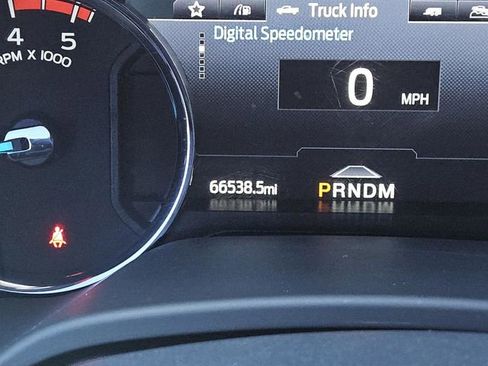 Truck Info
Digital Speedometer
4 5
RPM X 1000
0 MPH
66538.5mi
PRNDM